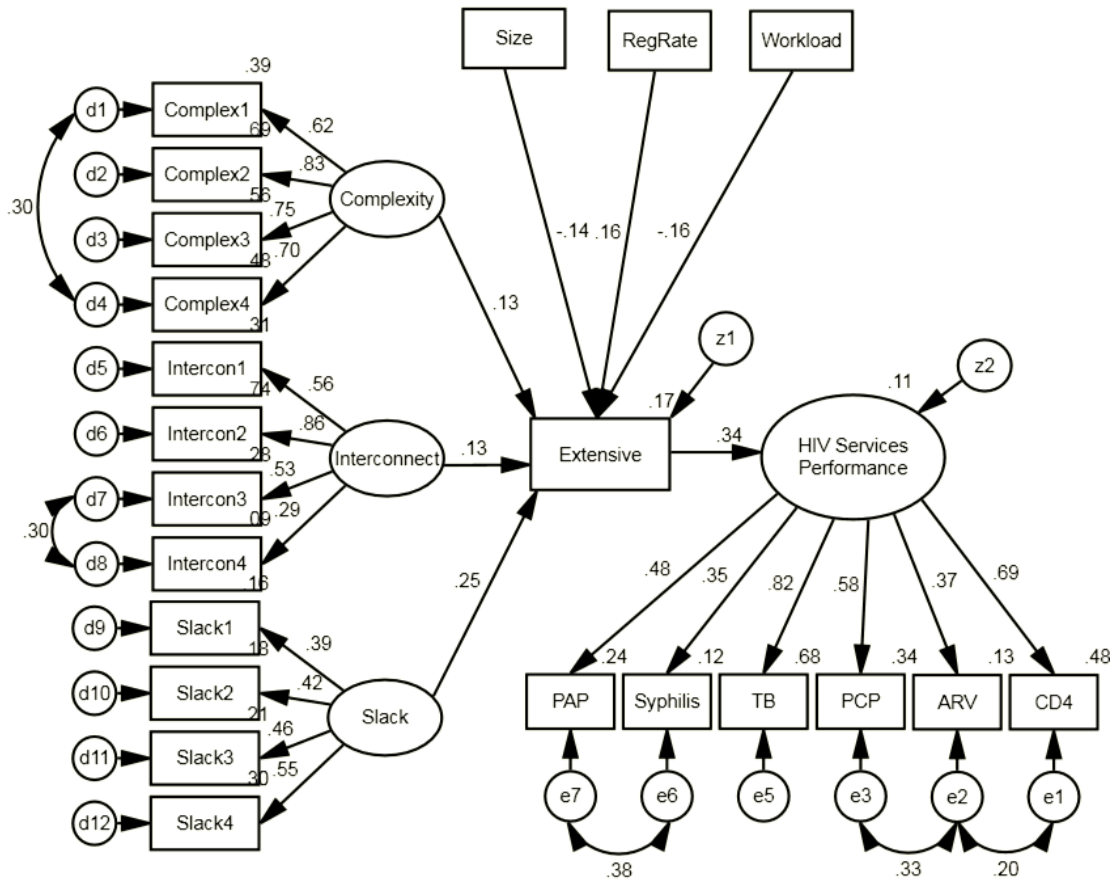 Size
RegRate
Workload
.39
d1
Complex1
.62
.69
d2
Complex2
.83
.56
d3
Complex3
.75
.48
d4
Complex4
.70
.30
Complexity
.31
d5
Intercon1
.56
.74
d6
Intercon2
.86
.28
d7
Intercon3
.53
.09
d8
Intercon4
.29
.30
Interconnect
.16
d9
Slack1
.39
.18
d10
Slack2
.42
.21
d11
Slack3
.46
.30
d12
Slack4
.55
Slack
-.14
.16
-.16
.13
.13
.25
z1
.17
Extensive
.34
z2
.11
HIV Services
Performance
.48
.35
.82
.58
.37
.69
.24
.12
.68
.34
.13
.48
PAP
Syphilis
TB
PCP
ARV
CD4
e7
e6
e5
e3
e2
e1
.38
.33
.20